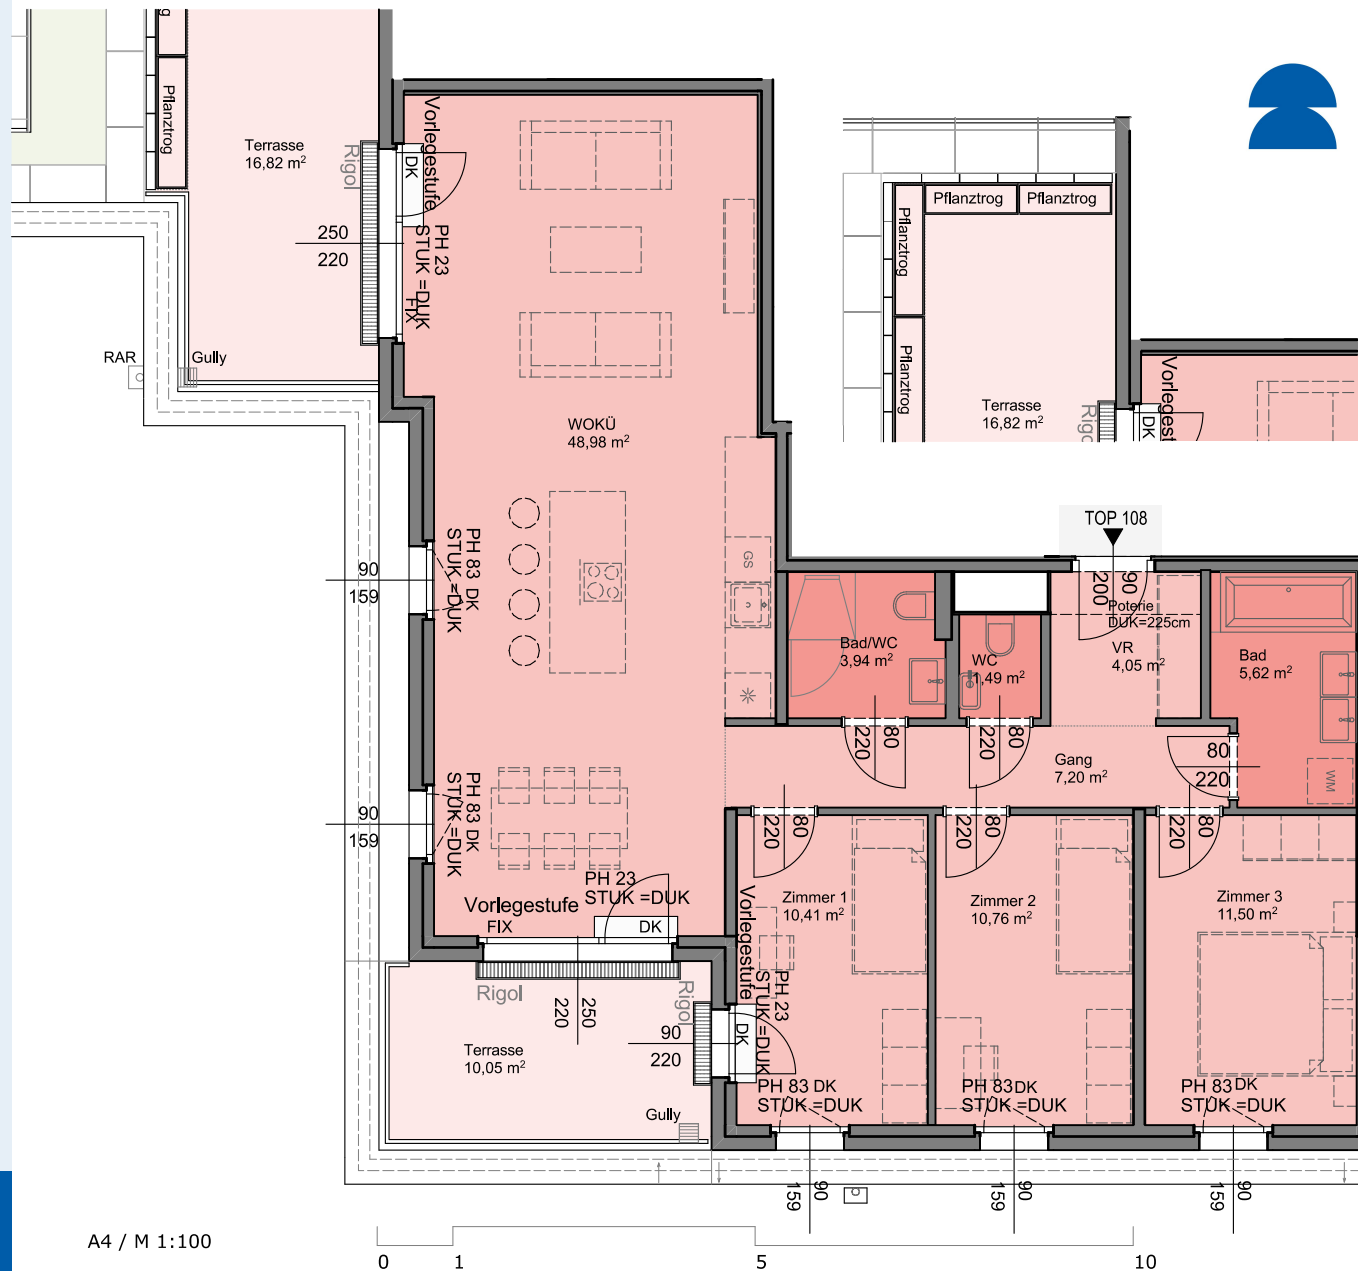 Pflanztrog
Terrasse
16,82 m²
Rigol
Vorlegestufe
DK
250
220
PH 23
STUK =DUK
FIX
RAR
Gully
WOKÜ
48,98 m²
Pflanztrog
Pflanztrog
Pflanztrog
Pflanztrog
Terrasse
16,82 m²
DK
TOP 108
90
200
Poterie
DUK=225cm
VR
4,05 m²
Bad/WC
3,94 m²
WC
1,49 m²
Bad
5,62 m²
WM
GS
90
159
PH 83 DK
STUK =DUK
90
159
PH 83 DK
STUK =DUK
80
220
80
220
Gang
7,20 m²
80
220
80
220
80
220
80
220
PH 23
STUK =DUK
Vorlegestufe
FIX
DK
Zimmer 1
10,41 m²
Zimmer 2
10,76 m²
Zimmer 3
11,50 m²
Rigol
250
220
Rigol
Vorlegestufe
PH 23
STUK =DUK
DK
90
220
Terrasse
10,05 m²
Gully
PH 83 DK
STUK =DUK
PH 83 DK
STUK =DUK
PH 83 DK
STUK =DUK
90
159
90
159
90
159
A4 / M 1:100
0
1
5
10